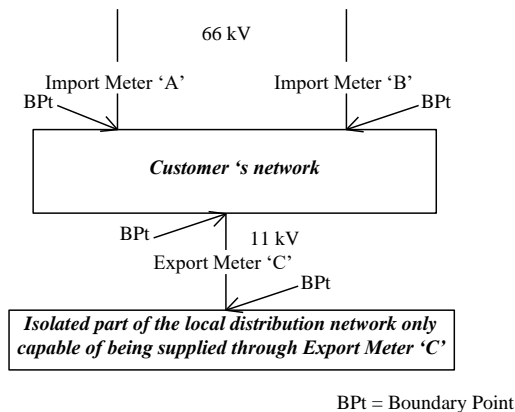 66 kV
Import Meter ‘A’
Import Meter ‘B’
BPt
BPt
Customer ‘s network
BPt
11 kV
Export Meter ‘C’
BPt
Isolated part of the local distribution network only
capable of being supplied through Export Meter ‘C’
BPt = Boundary Point